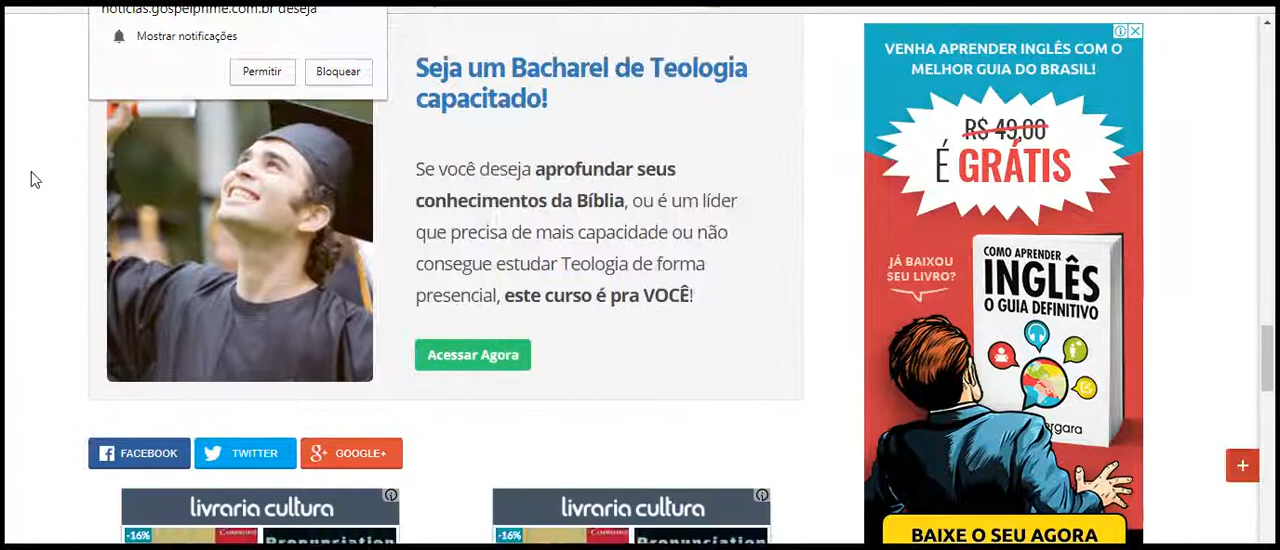 noticias.gospelprime.com.br deseja
Mostrar notificações
Permitir
Bloquear
Seja um Bacharel de Teologia
capacitado!
Se você deseja aprofundar seus
conhecimentos da Bíblia, ou é um líder
que precisa de mais capacidade ou não
consegue estudar Teologia de forma
presencial, este curso é pra VOCÊ!
Acessar Agora
FACEBOOK
TWITTER
GOOGLE+
livraria cultura
-16%
Pronunciation
livraria cultura
-16%
Pronunciation
VENHA APRENDER INGLÊS COM O
MELHOR GUIA DO BRASIL!
R$ 49,00
É GRÁTIS
JÁ BAIXOU
SEU LIVRO?
COMO APRENDER
INGLÊS
O GUIA DEFINITIVO
ergara
BAIXE O SEU AGORA